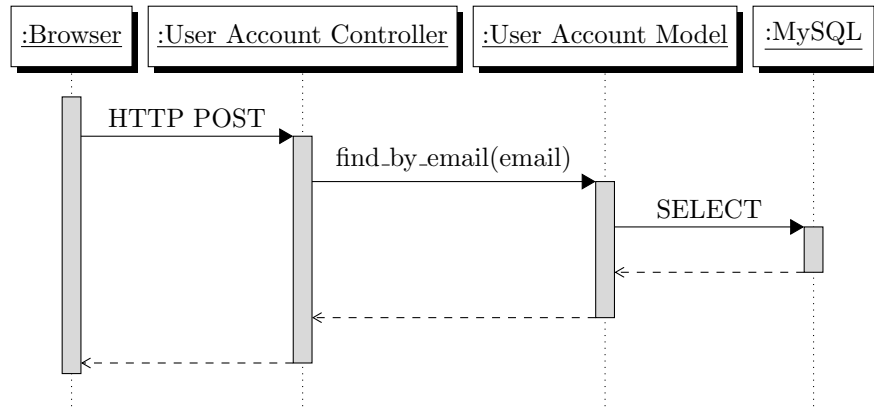 :Browser
:User Account Controller
:User Account Model
:MySQL
HTTP POST
find_by_email(email)
SELECT